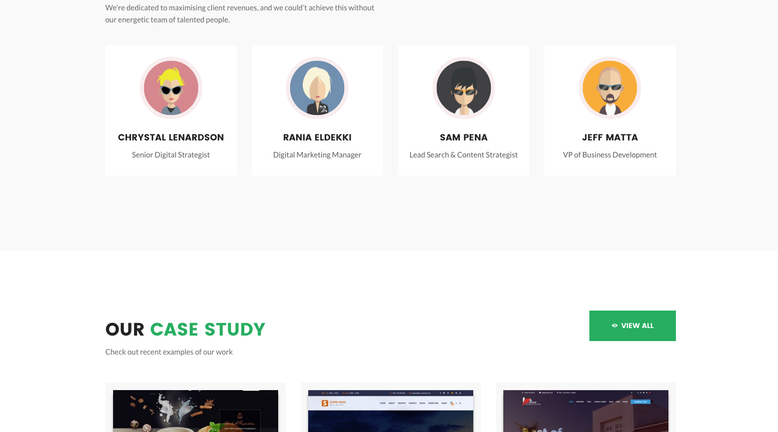 We're dedicated to maximising client revenues, and we could't achieve this without
our energetic team of talented people.
CHRYSTAL LENARDSON
RANIA ELDEKKI
SAM PENA
JEFF MATTA
Senior Digital Strategist
Digital Marketing Manager
Lead Search & Content Strategist
VP of Business Development
OUR CASE STUDY
VIEW ALL
Check out recent examples of our work